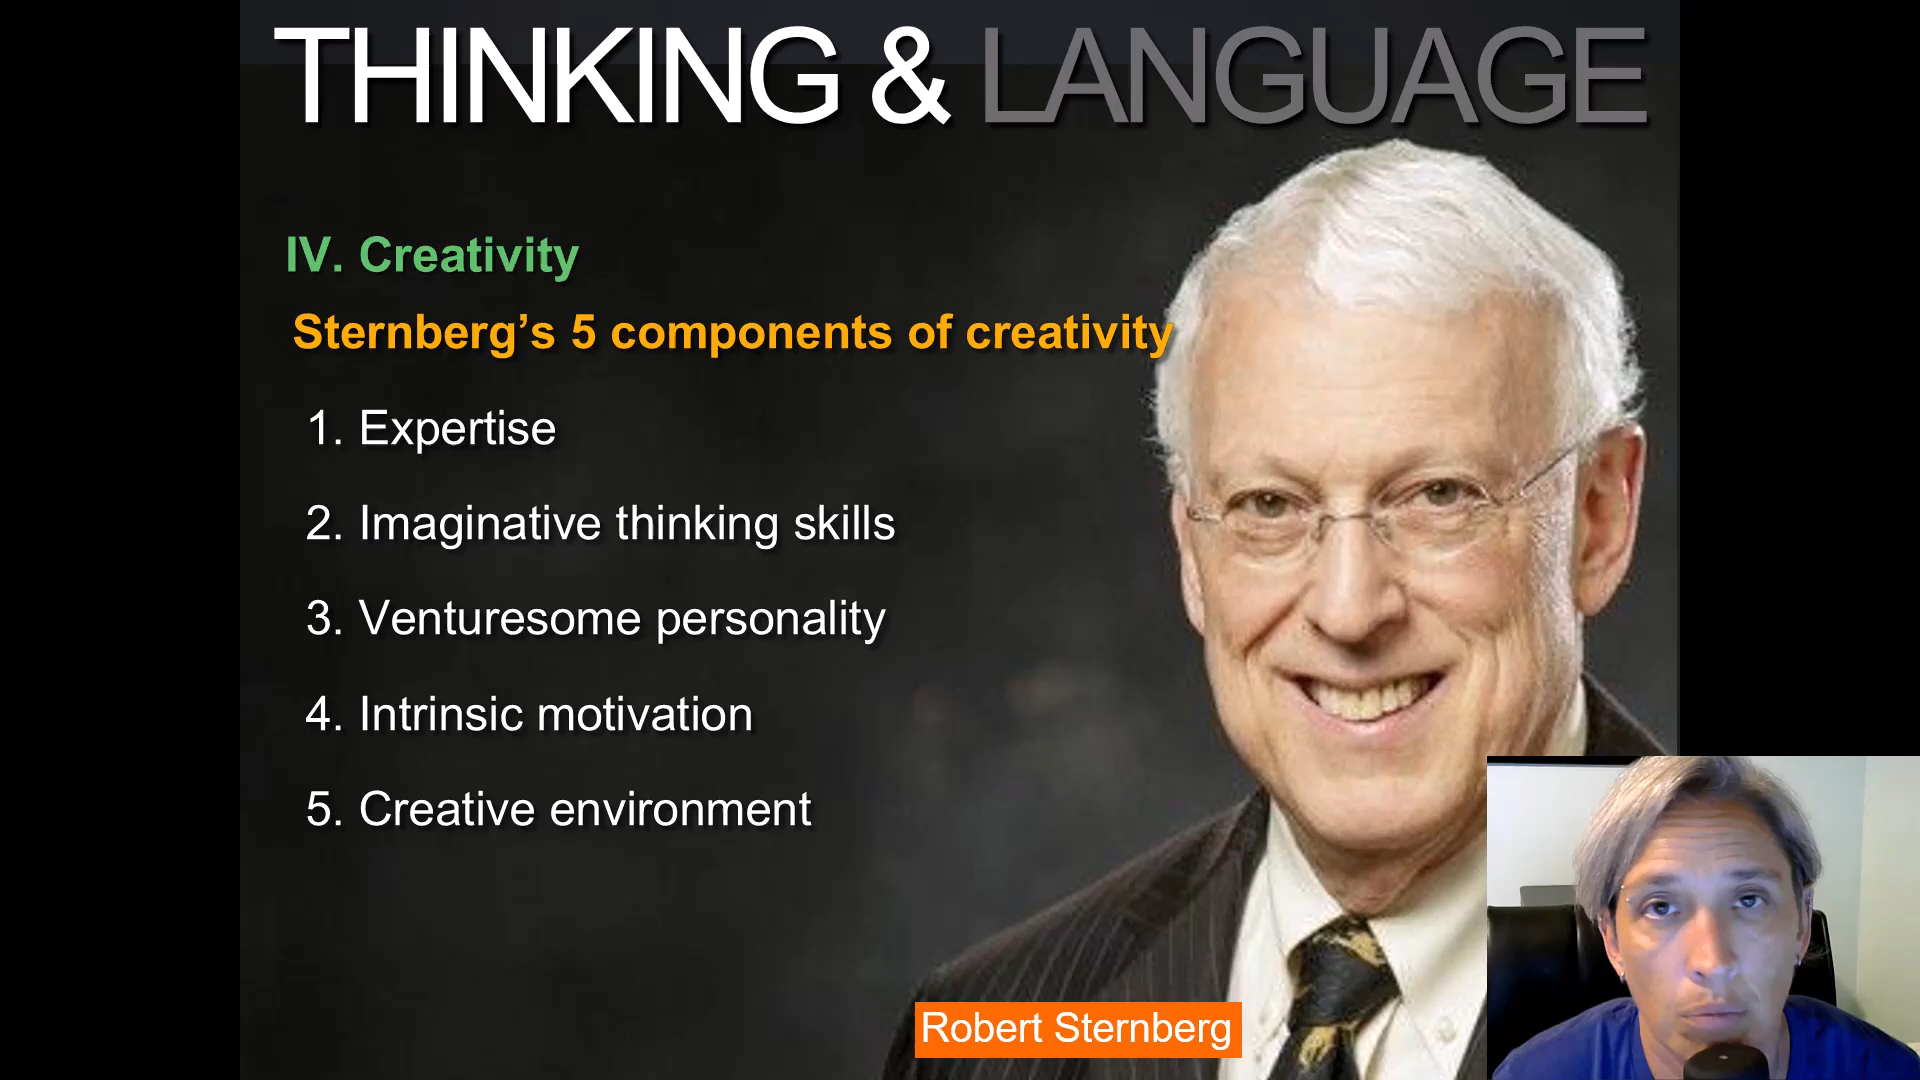 THINKING & LANGUAGE
IV. Creativity
Sternberg’s 5 components of creativity
1. Expertise
2. Imaginative thinking skills
3. Venturesome personality
4. Intrinsic motivation
5. Creative environment
Robert Sternberg